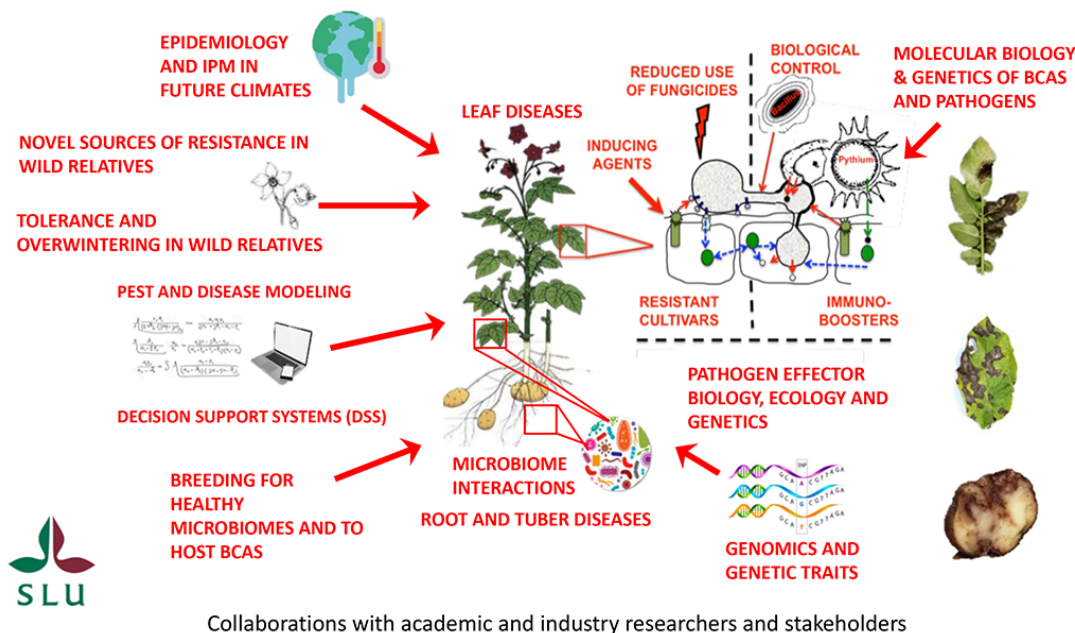 EPIDEMIOLOGY
AND IPM IN
FUTURE CLIMATES
NOVEL SOURCES OF RESISTANCE IN
WILD RELATIVES
TOLERANCE AND
OVERWINTERING IN WILD RELATIVES
PEST AND DISEASE MODELING
DECISION SUPPORT SYSTEMS (DSS)
BREEDING FOR
HEALTHY
MICROBIOMES AND TO
HOST BCAS
SLU
LEAF DISEASES
MICROBIOME
INTERACTIONS
ROOT AND TUBER DISEASES
REDUCED USE
OF FUNGICIDES
BIOLOGICAL
CONTROL
Bacillus
INDUCING
AGENTS
Pythium
RESISTANT
CULTIVARS
IMMUNO-
BOOSTERS
MOLECULAR BIOLOGY
& GENETICS OF BCAS
AND PATHOGENS
PATHOGEN EFFECTOR
BIOLOGY, ECOLOGY AND
GENETICS
SNP
GCAACGTTAGA
GCAGCGTTAGA
GCATCGTTAGA
GENOMICS AND
GENETIC TRAITS
Collaborations with academic and industry researchers and stakeholders